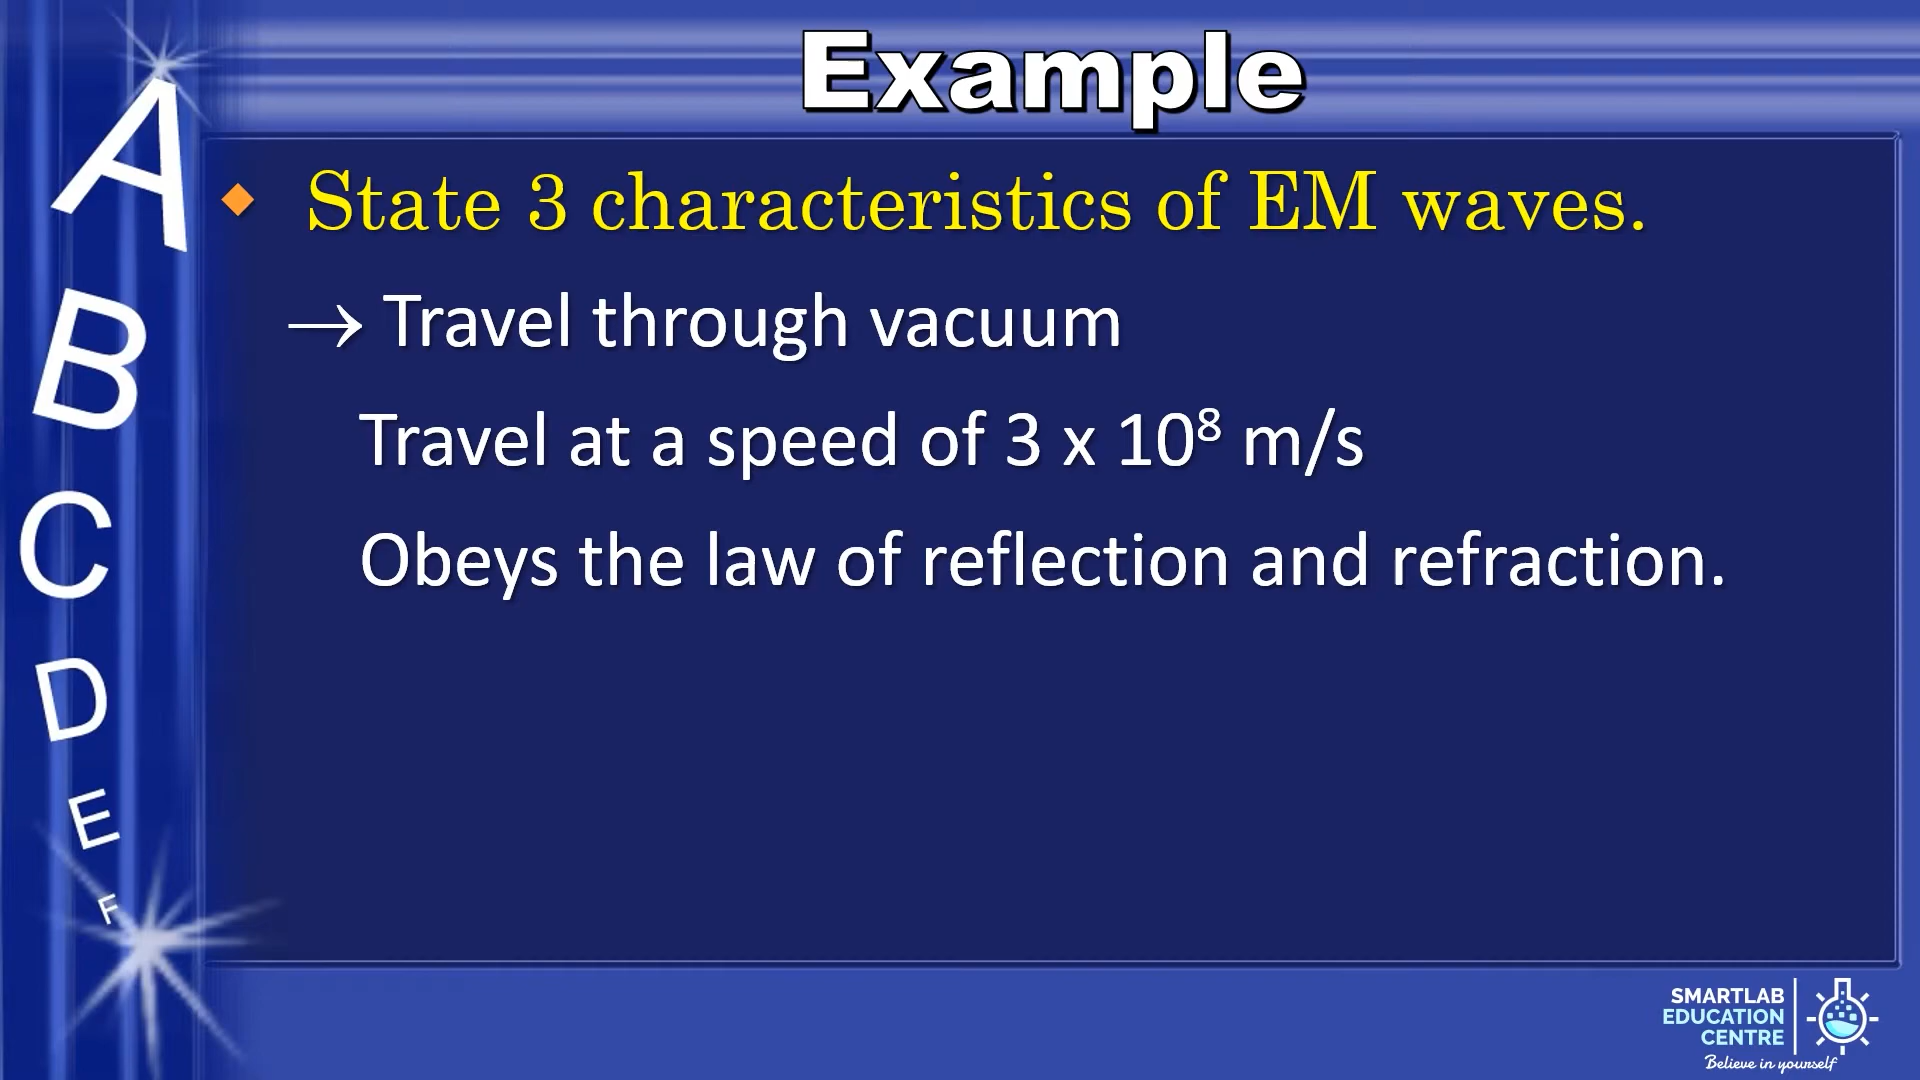 Example
A
B
C
D
E
F
◆ State 3 characteristics of EM waves.
→ Travel through vacuum
Travel at a speed of 3 x 10⁸ m/s
Obeys the law of reflection and refraction.
SMARTLAB
EDUCATION
CENTRE
Believe in yourself